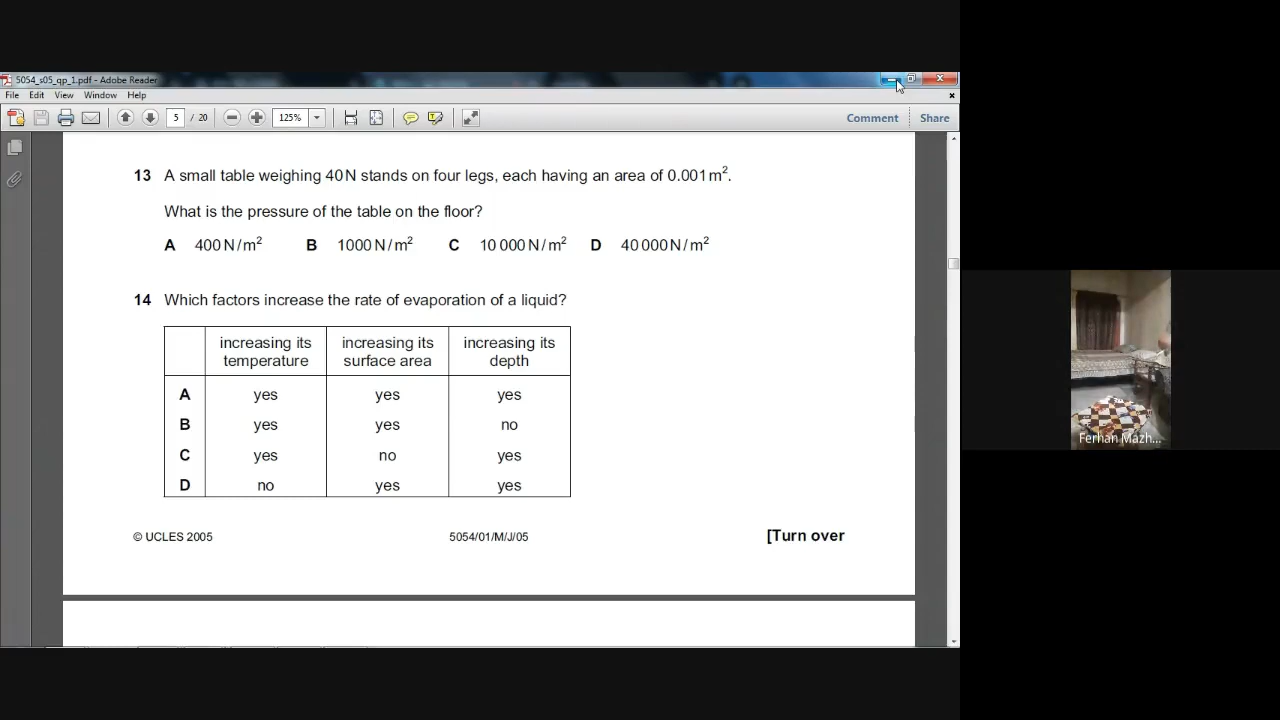 5054_s05_qp_1.pdf - Adobe Reader
File Edit View Window Help
5 / 20 125% Comment Share
13 A small table weighing 40 N stands on four legs, each having an area of 0.001 m².
What is the pressure of the table on the floor?
A 400 N / m² B 1000 N / m² C 10 000 N / m² D 40 000 N / m²
14 Which factors increase the rate of evaporation of a liquid?
increasing its temperature increasing its surface area increasing its depth
A yes yes yes
B yes yes no
C yes no yes
D no yes yes
© UCLES 2005 5054/01/M/J/05 [Turn over
Ferhan Mazh...